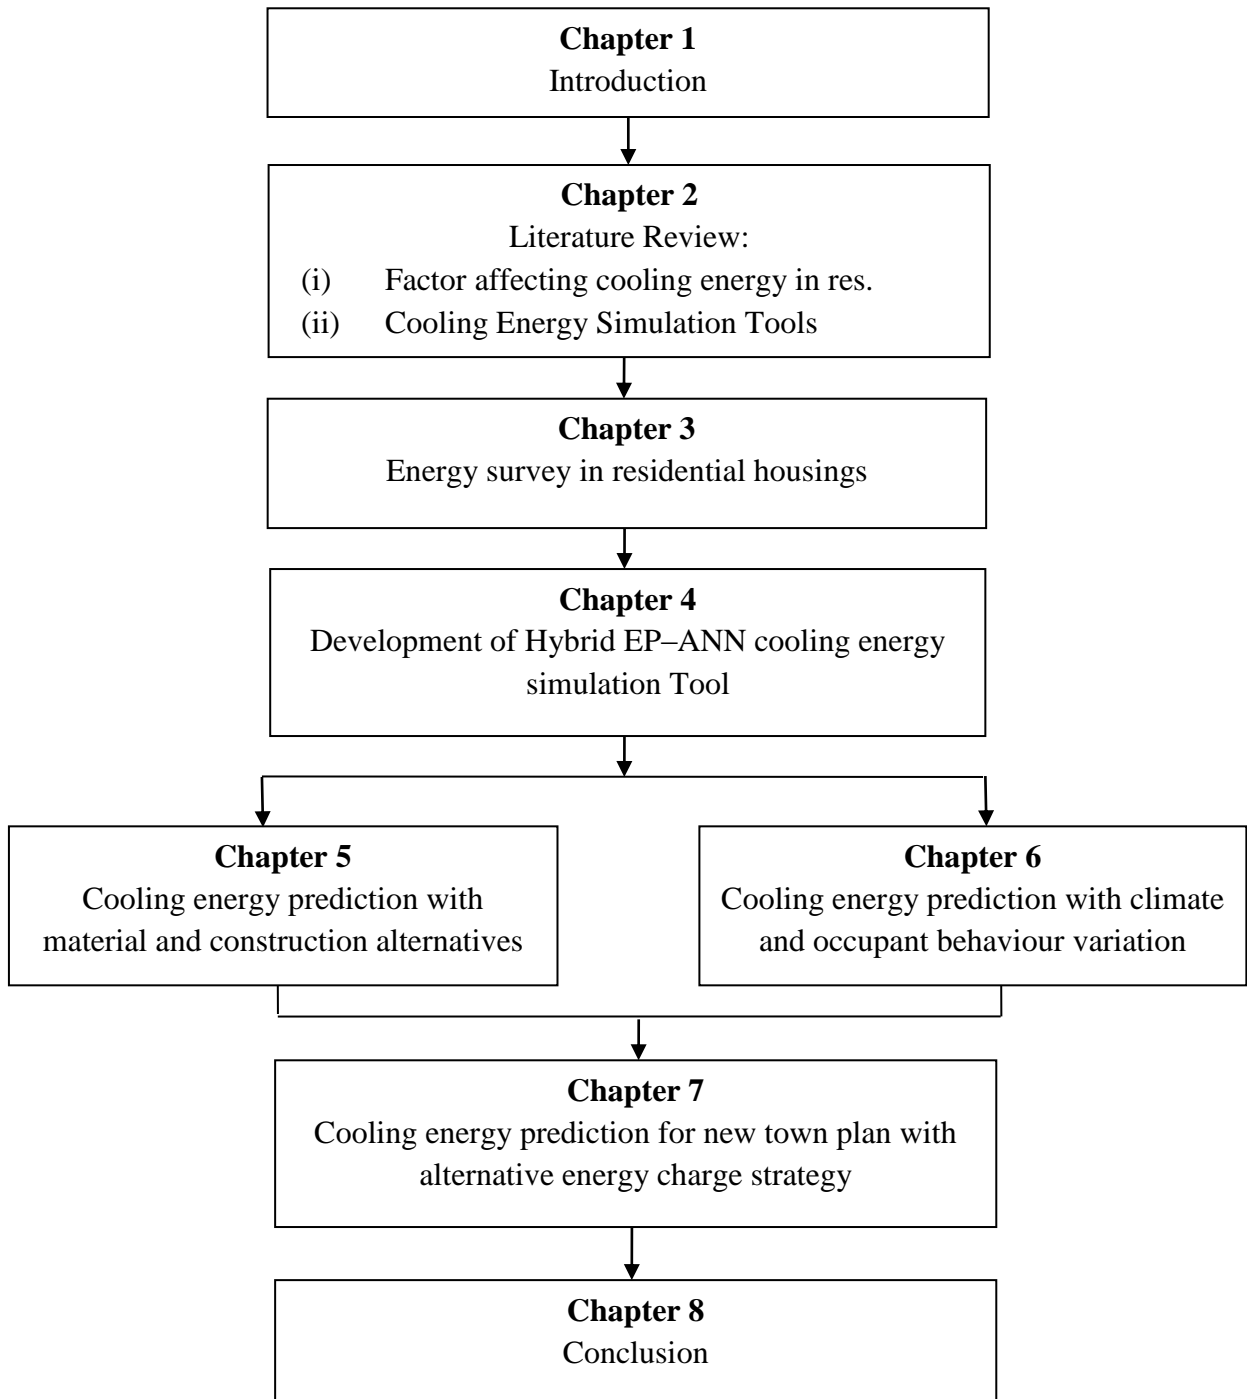 Chapter 1
Introduction
Chapter 2
Literature Review:
(i) Factor affecting cooling energy in res.
(ii) Cooling Energy Simulation Tools
Chapter 3
Energy survey in residential housings
Chapter 4
Development of Hybrid EP–ANN cooling energy
simulation Tool
Chapter 5
Cooling energy prediction with
material and construction alternatives
Chapter 6
Cooling energy prediction with climate
and occupant behaviour variation
Chapter 7
Cooling energy prediction for new town plan with
alternative energy charge strategy
Chapter 8
Conclusion